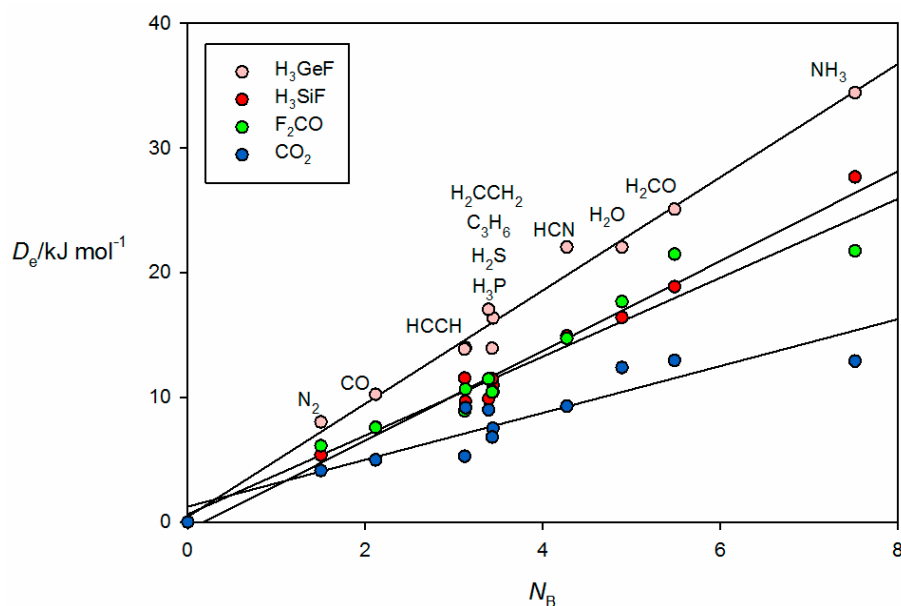 40
H₃GeF
H₃SiF
F₂CO
CO₂
NH₃
30
H₂CCH₂
C₃H₆
H₂S
H₃P
HCN
H₂O
H₂CO
Dₑ/kJ mol⁻¹
20
HCCH
N₂
CO
10
0
0 2 4 6 8
N_B